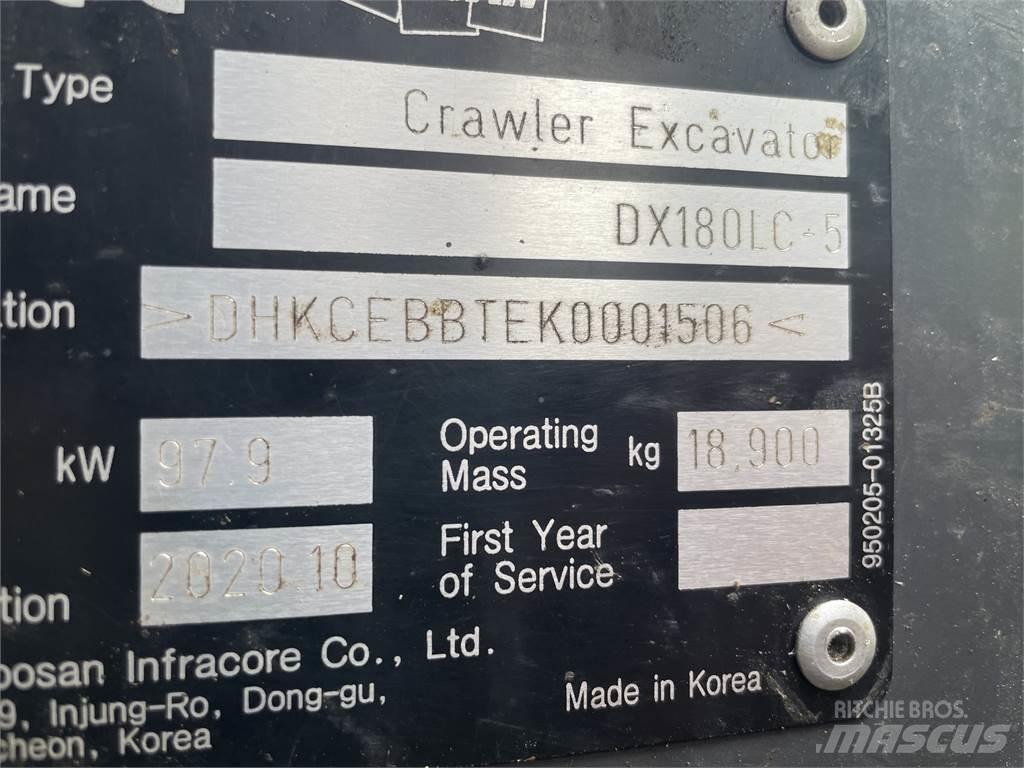 Type Crawler Excavator
ame DX180LC-5
tion >DHKCEBBTEK0001506<
kW 97.9 Operating Mass kg 18,900
2020.10 First Year of Service
tion
oosan Infracore Co., Ltd.
9, Injung-Ro, Dong-gu,
cheon, Korea
Made in Korea
950205-01325B
RITCHIE BROS.
MASCUS